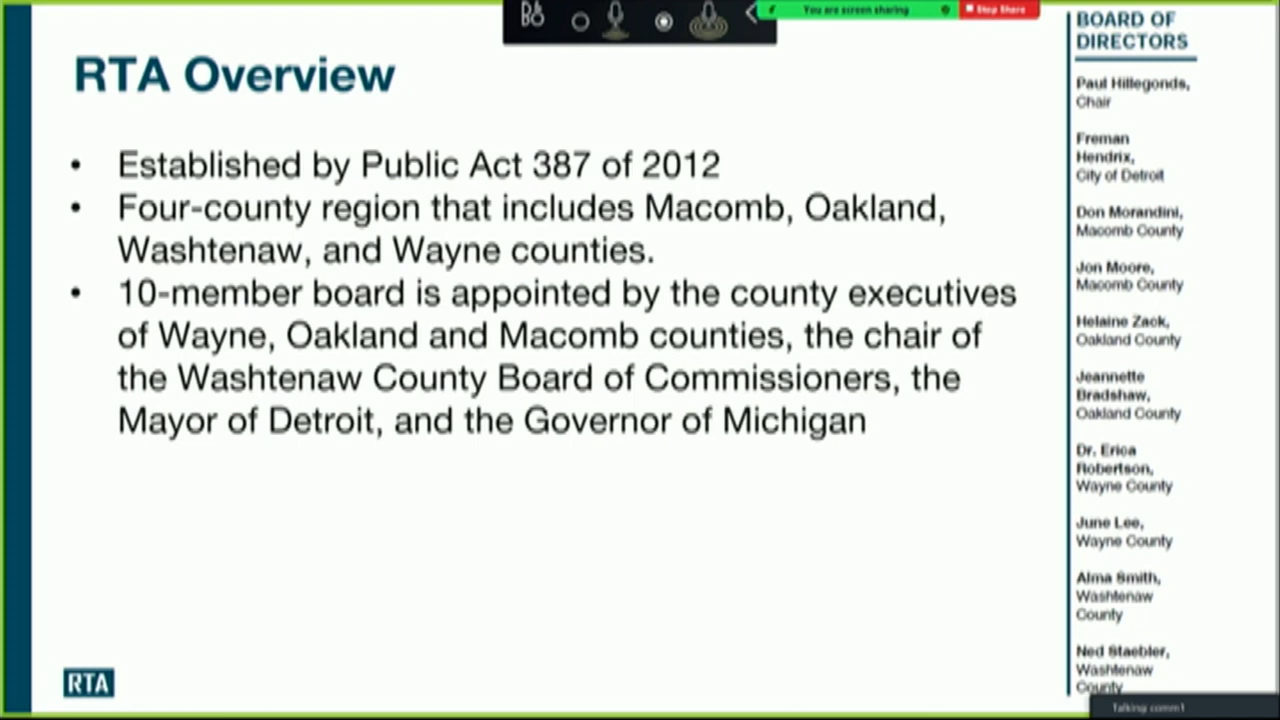 You are screen sharing
Stop Share
RTA Overview
• Established by Public Act 387 of 2012
• Four-county region that includes Macomb, Oakland,
Washtenaw, and Wayne counties.
• 10-member board is appointed by the county executives
of Wayne, Oakland and Macomb counties, the chair of
the Washtenaw County Board of Commissioners, the
Mayor of Detroit, and the Governor of Michigan
RTA
BOARD OF
DIRECTORS
Paul Hillegonds,
Chair
Freman
Hendrix,
City of Detroit
Don Morandini,
Macomb County
Jon Moore,
Macomb County
Helaine Zack,
Oakland County
Jeannette
Bradshaw,
Oakland County
Dr. Erica
Robertson,
Wayne County
June Lee,
Wayne County
Alma Smith,
Washtenaw
County
Ned Staebler,
Washtenaw
County
Talking: comm1